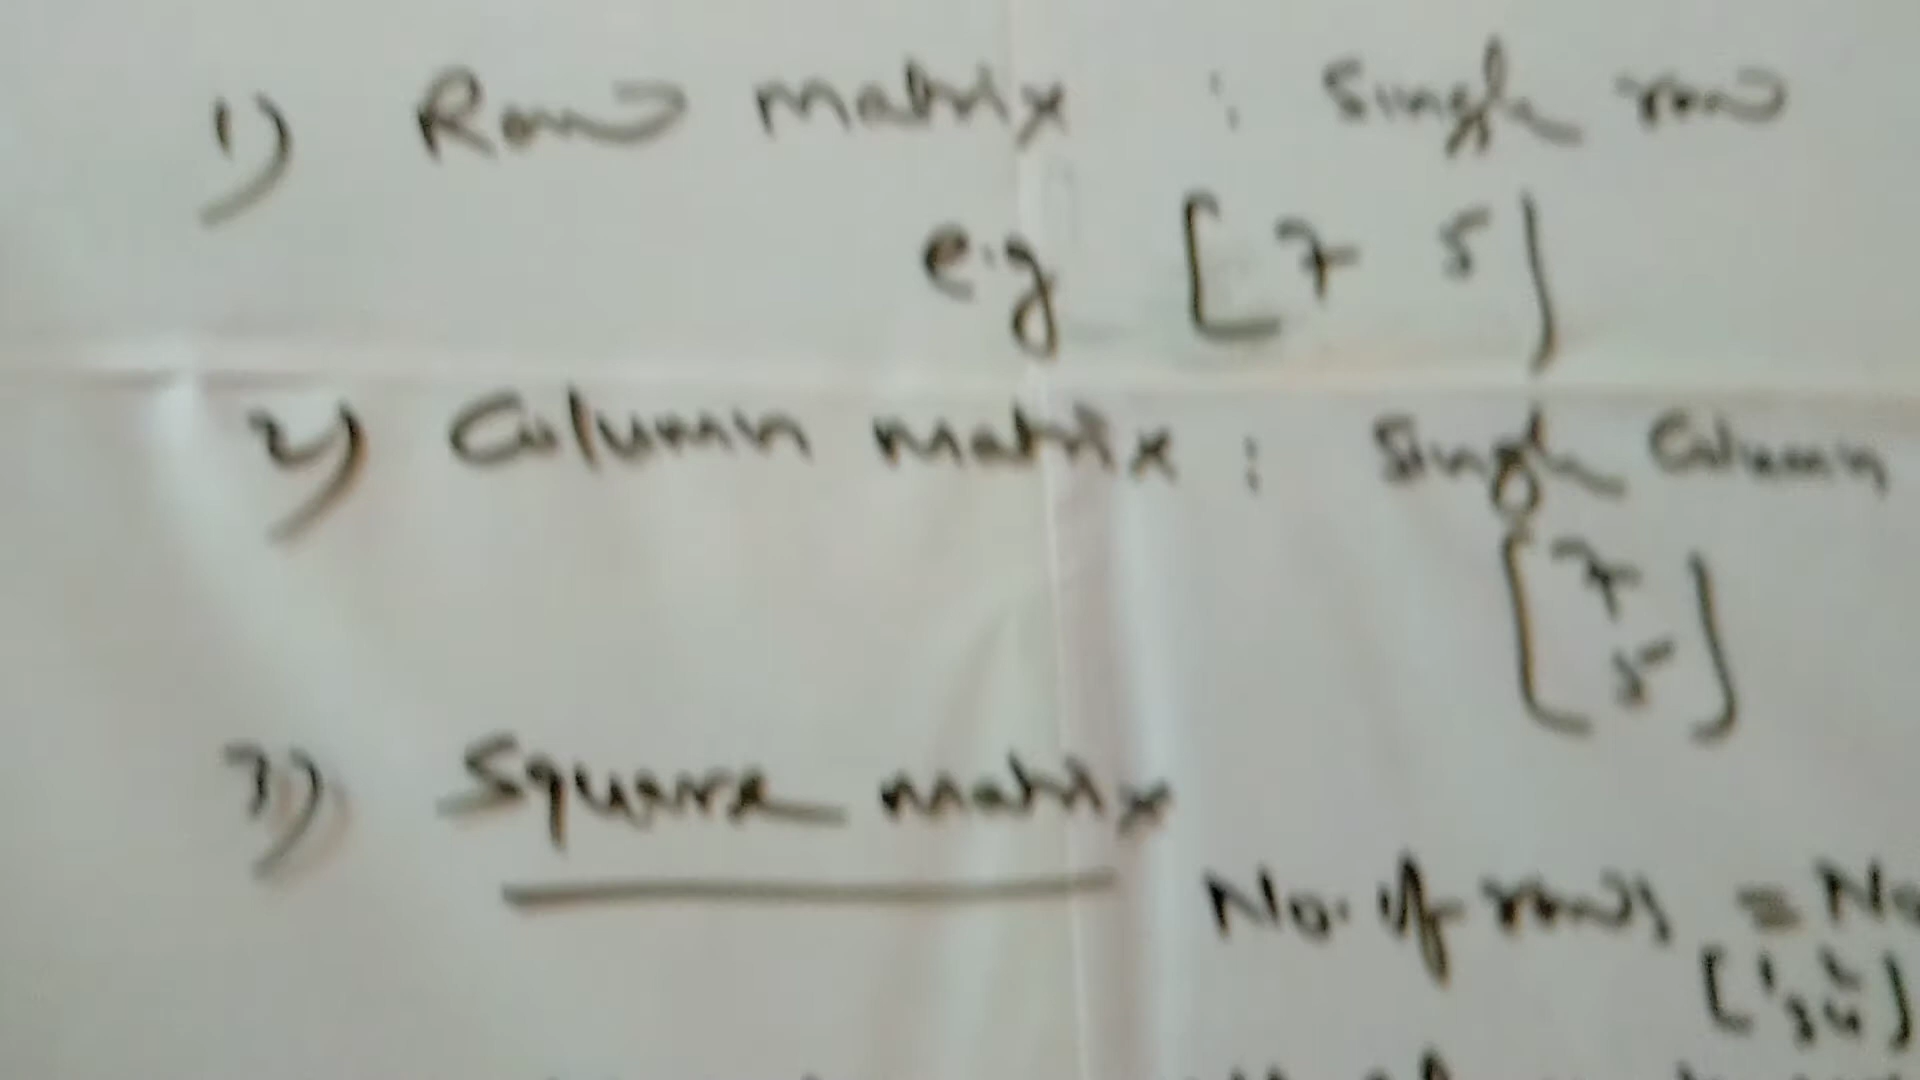 1) Row matrix : Single row
e.g [7 5]
2) Column matrix : Single Column
[7
5]
3) Square matrix
No. of rows = No